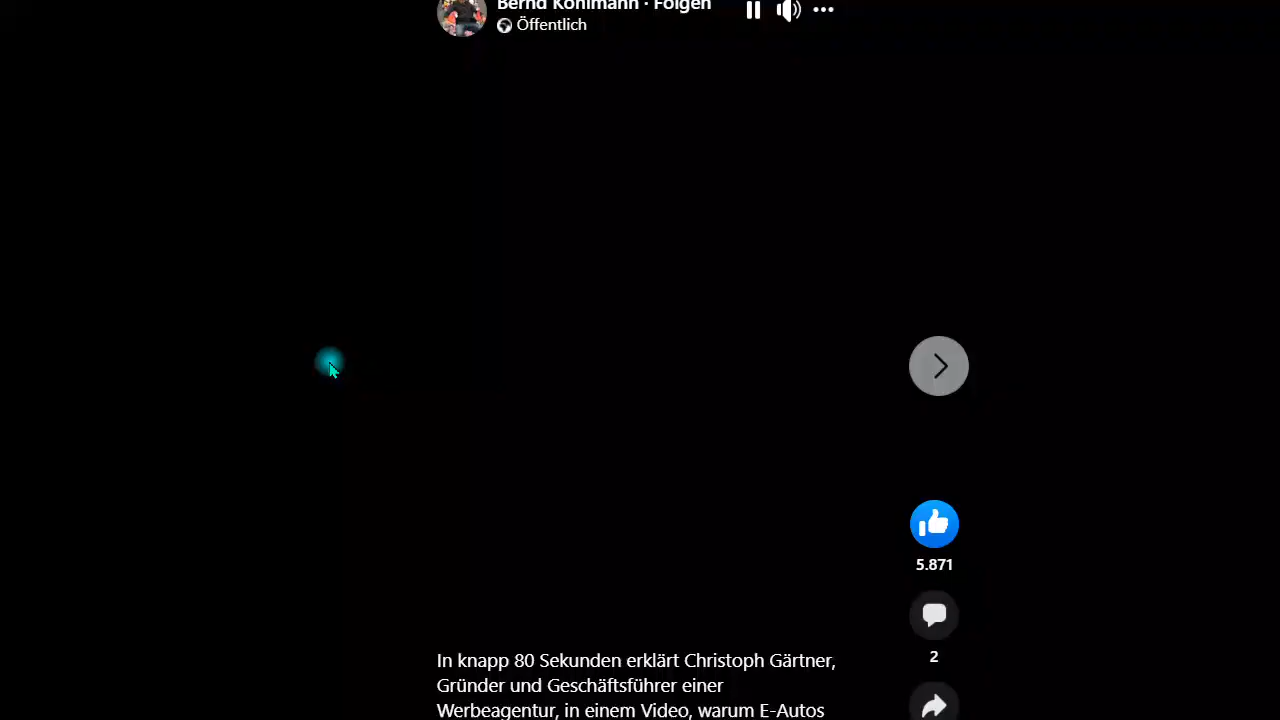 Bernd Kohlmann · Folgen
Öffentlich
5.871
2
In knapp 80 Sekunden erklärt Christoph Gärtner,
Gründer und Geschäftsführer einer
Werbeagentur, in einem Video, warum E-Autos